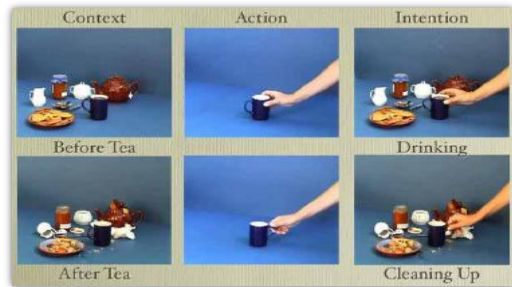 Context Action Intention
Before Tea Drinking
After Tea Cleaning Up